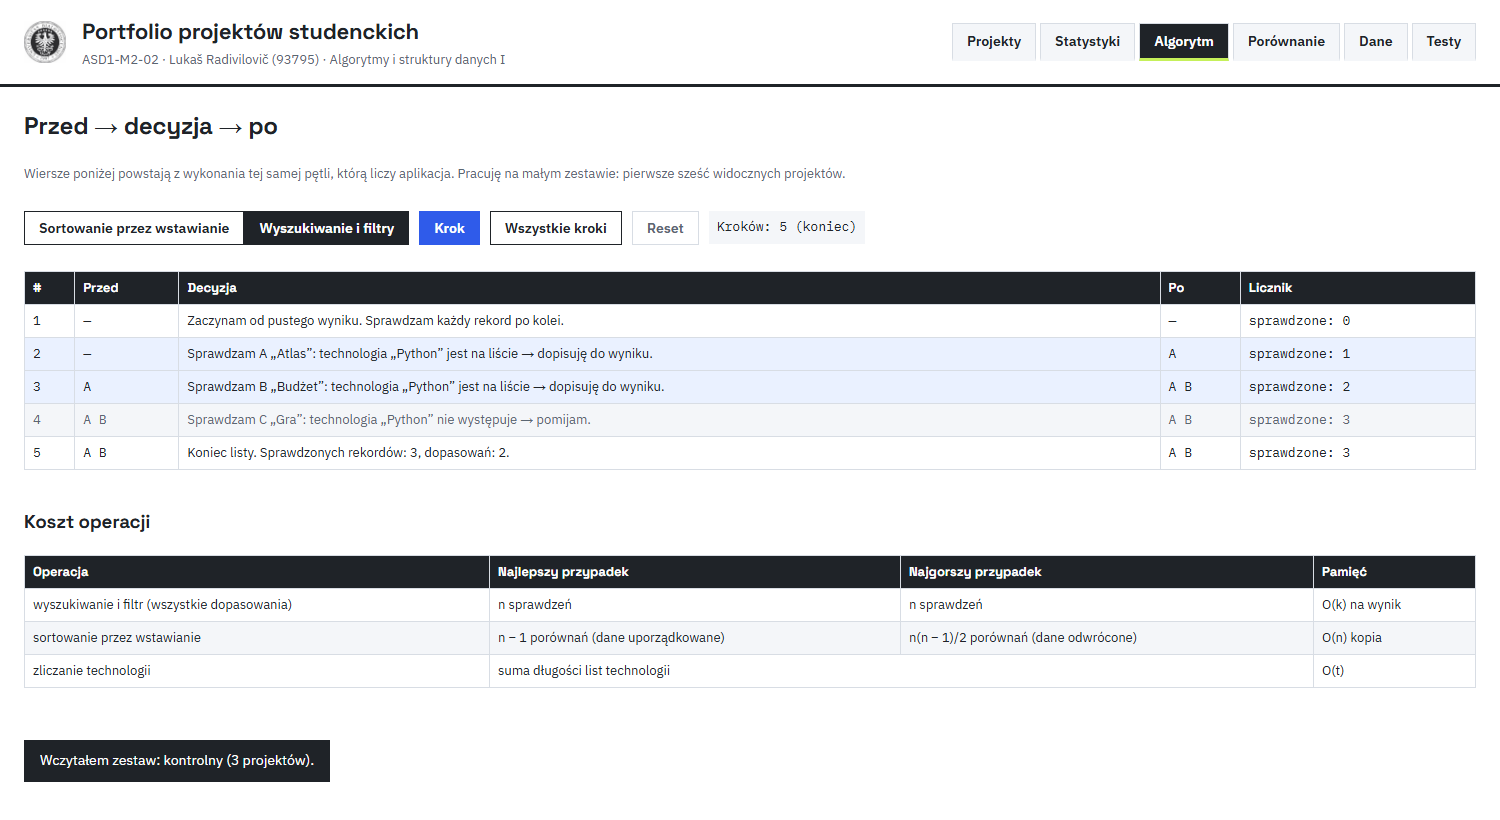 Portfolio projektów studenckich
ASD1-M2-02 · Lukaš Radivilovič (93795) · Algorytmy i struktury danych I
Projekty Statystyki Algorytm Porównanie Dane Testy
Przed → decyzja → po
Wiersze poniżej powstają z wykonania tej samej pętli, którą liczy aplikacja. Pracuję na małym zestawie: pierwsze sześć widocznych projektów.
Sortowanie przez wstawianie Wyszukiwanie i filtry Krok Wszystkie kroki Reset Kroków: 5 (koniec)
# Przed Decyzja Po Licznik
1 — Zaczynam od pustego wyniku. Sprawdzam każdy rekord po kolei. — sprawdzone: 0
2 — Sprawdzam A „Atlas”: technologia „Python” jest na liście → dopisuję do wyniku. A sprawdzone: 1
3 A Sprawdzam B „Budżet”: technologia „Python” jest na liście → dopisuję do wyniku. A B sprawdzone: 2
4 A B Sprawdzam C „Gra”: technologia „Python” nie występuje → pomijam. A B sprawdzone: 3
5 A B Koniec listy. Sprawdzonych rekordów: 3, dopasowań: 2. A B sprawdzone: 3
Koszt operacji
Operacja Najlepszy przypadek Najgorszy przypadek Pamięć
wyszukiwanie i filtr (wszystkie dopasowania) n sprawdzeń n sprawdzeń O(k) na wynik
sortowanie przez wstawianie n − 1 porównań (dane uporządkowane) n(n − 1)/2 porównań (dane odwrócone) O(n) kopia
zliczanie technologii suma długości list technologii O(t)
Wczytałem zestaw: kontrolny (3 projektów).